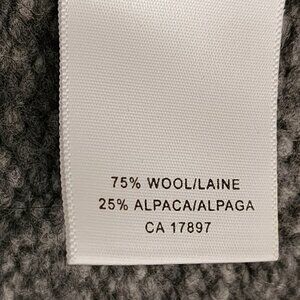 75% WOOL/LAINE
25% ALPACA/ALPAGA
CA 17897